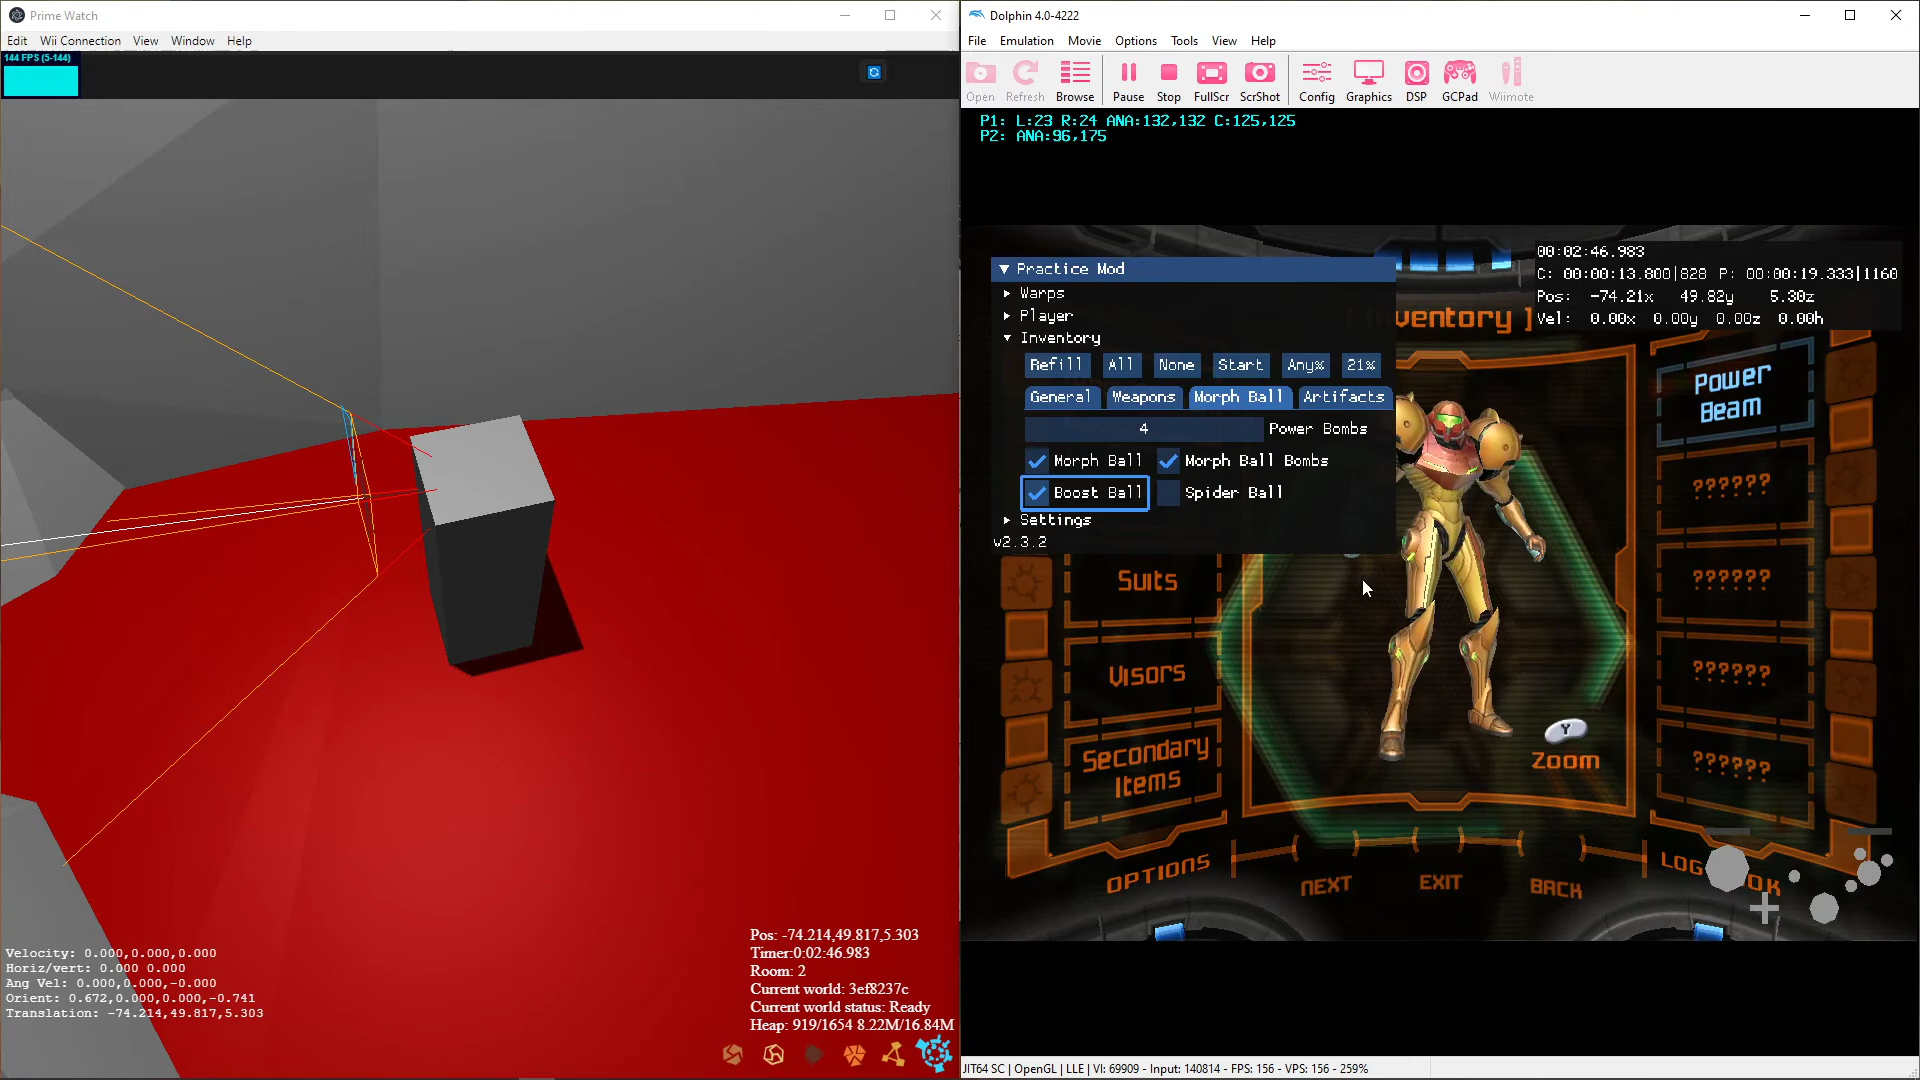 Prime Watch
Edit Wii Connection View Window Help
144 FPS (5-144)
Velocity: 0.000,0.000,0.000
Horiz/vert: 0.000 0.000
Ang Vel: 0.000,0.000,-0.000
Orient: 0.672,0.000,0.000,-0.741
Translation: -74.214,49.817,5.303
Pos: -74.214,49.817,5.303
Timer:0:02:46.983
Room: 2
Current world: 3ef8237c
Current world status: Ready
Heap: 919/1654 8.22M/16.84M
Dolphin 4.0-4222
File Emulation Movie Options Tools View Help
Open Refresh Browse Pause Stop FullScr ScrShot Config Graphics DSP GCPad Wiimote
P1: L:23 R:24 ANA:132,132 C:125,125
P2: ANA:96,175
00:02:46.983
C: 00:00:13.800|828 P: 00:00:19.333|1160
Pos: -74.21x 49.82y 5.30z
Vel: 0.00x 0.00y 0.00z 0.00h
Practice Mod
Warps
Player
Inventory
Refill All None Start Any% 21%
General Weapons Morph Ball Artifacts
4 Power Bombs
Morph Ball Morph Ball Bombs
Boost Ball Spider Ball
Settings
v2.3.2
[ Inventory ]
Power
Beam
??????
??????
??????
??????
Suits
Visors
Secondary
Items
Y
Zoom
OPTIONS
NEXT
EXIT
BACK
LOG BOOK
JIT64 SC | OpenGL | LLE | VI: 69909 - Input: 140814 - FPS: 156 - VPS: 156 - 259%